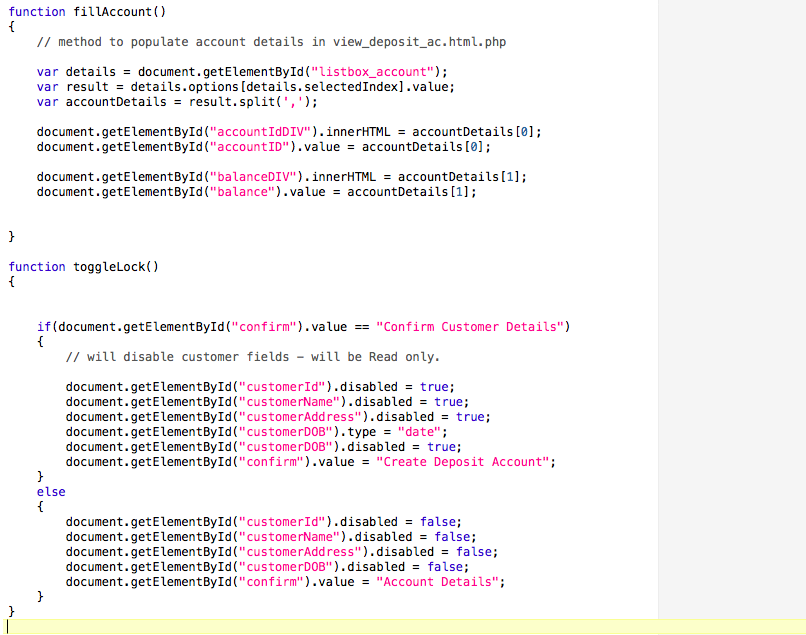 function fillAccount()
{
// method to populate account details in view_deposit_ac.html.php
var details = document.getElementById("listbox_account");
var result = details.options[details.selectedIndex].value;
var accountDetails = result.split(',');
document.getElementById("accountIdDIV").innerHTML = accountDetails[0];
document.getElementById("accountID").value = accountDetails[0];
document.getElementById("balanceDIV").innerHTML = accountDetails[1];
document.getElementById("balance").value = accountDetails[1];
}
function toggleLock()
{
if(document.getElementById("confirm").value == "Confirm Customer Details")
{
// will disable customer fields – will be Read only.
document.getElementById("customerId").disabled = true;
document.getElementById("customerName").disabled = true;
document.getElementById("customerAddress").disabled = true;
document.getElementById("customerDOB").type = "date";
document.getElementById("customerDOB").disabled = true;
document.getElementById("confirm").value = "Create Deposit Account";
}
else
{
document.getElementById("customerId").disabled = false;
document.getElementById("customerName").disabled = false;
document.getElementById("customerAddress").disabled = false;
document.getElementById("customerDOB").disabled = false;
document.getElementById("confirm").value = "Account Details";
}
}